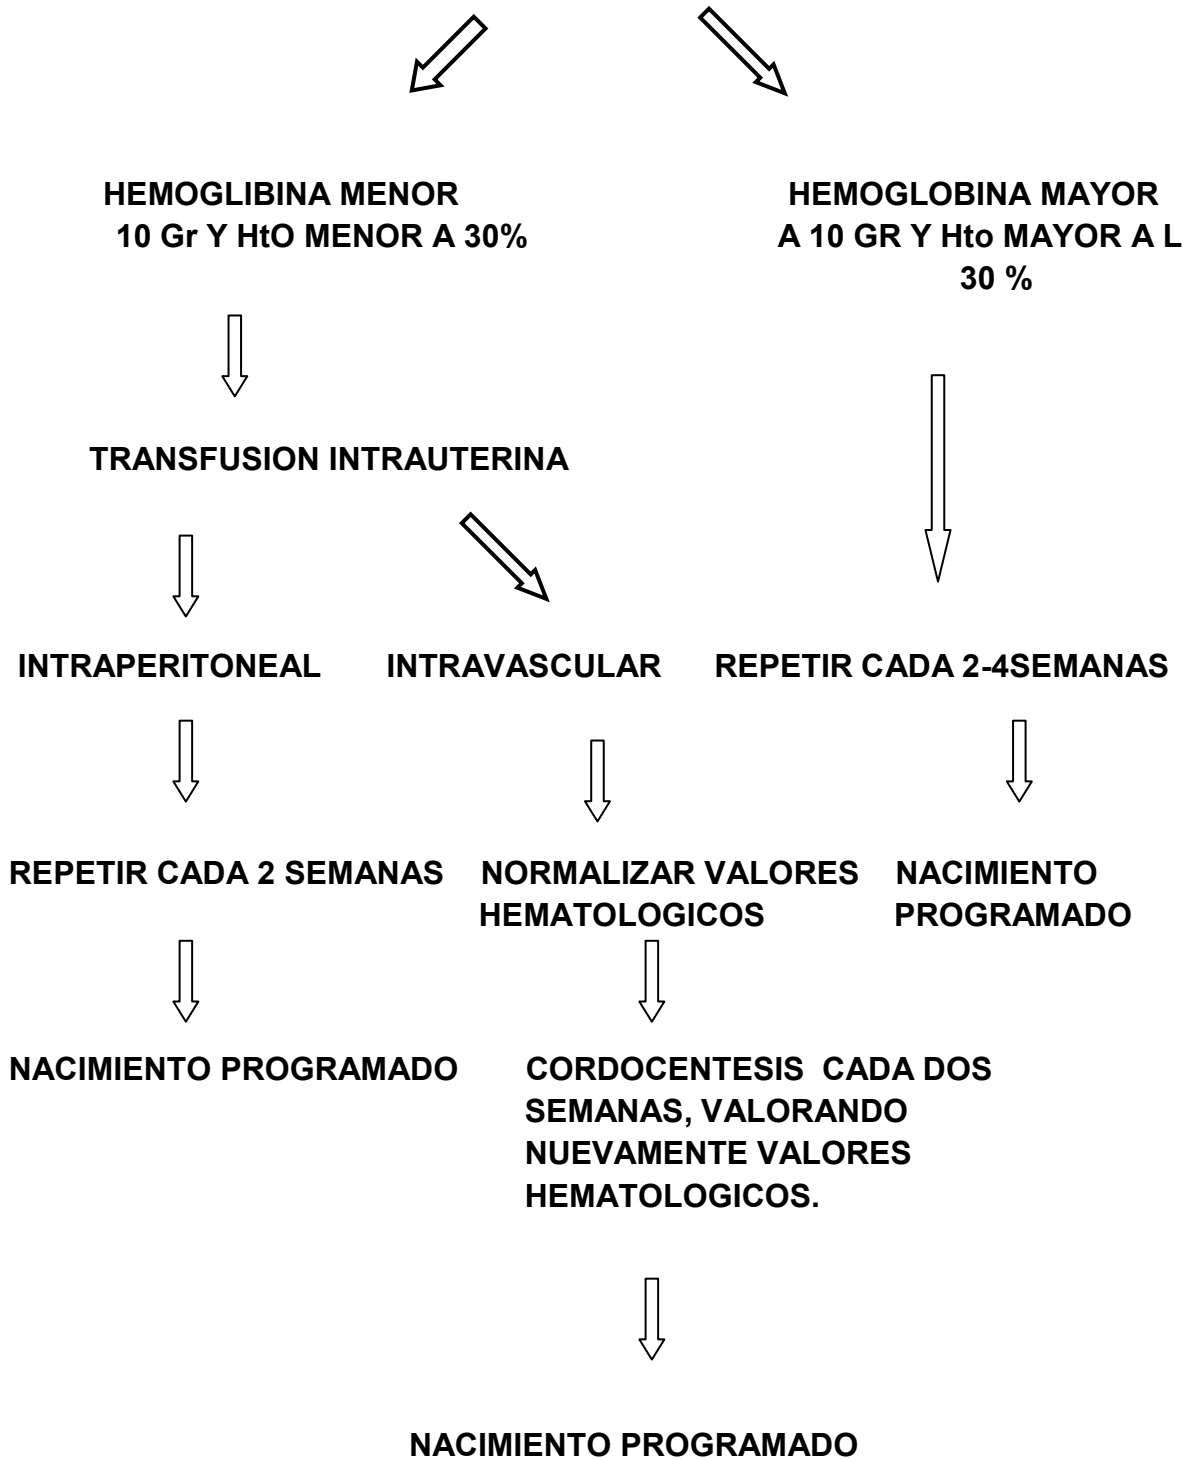 HEMOGLIBINA MENOR
10 Gr Y HtO MENOR A 30%
HEMOGLOBINA MAYOR
A 10 GR Y Hto MAYOR A L
30 %
TRANSFUSION INTRAUTERINA
INTRAPERITONEAL
INTRAVASCULAR
REPETIR CADA 2-4SEMANAS
REPETIR CADA 2 SEMANAS
NORMALIZAR VALORES
HEMATOLOGICOS
NACIMIENTO
PROGRAMADO
NACIMIENTO PROGRAMADO
CORDOCENTESIS CADA DOS
SEMANAS, VALORANDO
NUEVAMENTE VALORES
HEMATOLOGICOS.
NACIMIENTO PROGRAMADO